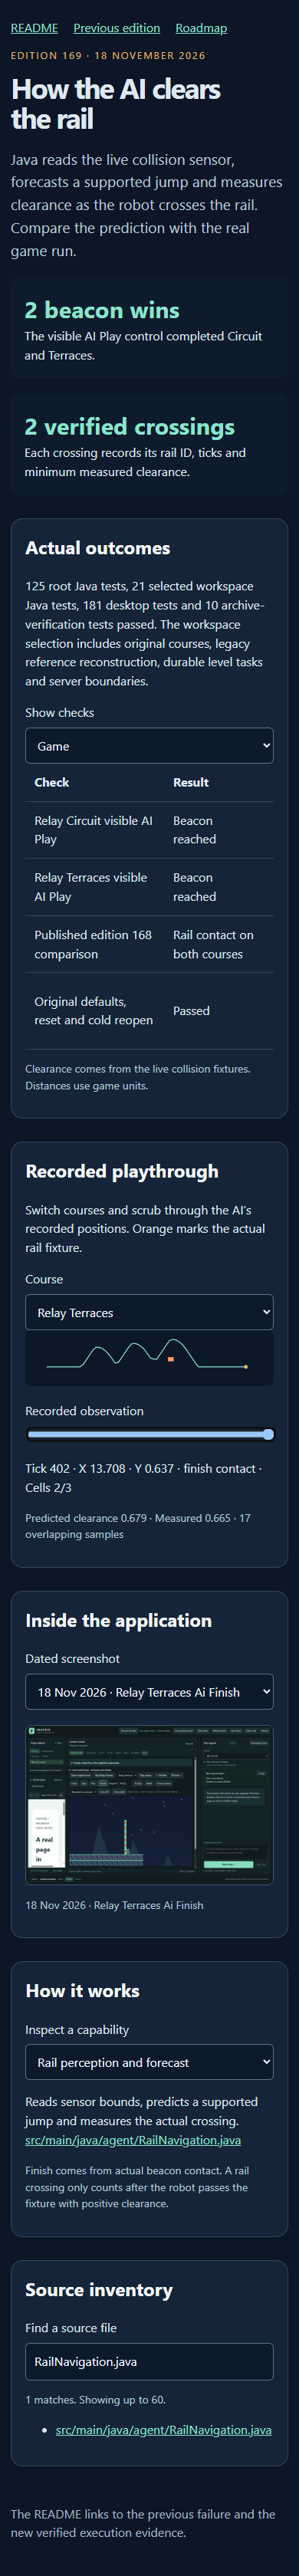 README Previous edition Roadmap
EDITION 169 · 18 NOVEMBER 2026
How the AI clears
the rail
Java reads the live collision sensor,
forecasts a supported jump and measures
clearance as the robot crosses the rail.
Compare the prediction with the real
game run.
2 beacon wins
The visible AI Play control completed Circuit
and Terraces.
2 verified crossings
Each crossing records its rail ID, ticks and
minimum measured clearance.
Actual outcomes
125 root Java tests, 21 selected workspace
Java tests, 181 desktop tests and 10 archive-
verification tests passed. The workspace
selection includes original courses, legacy
reference reconstruction, durable level tasks
and server boundaries.
Show checks
Game
Check Result
Relay Circuit visible AI Beacon
Play reached
Relay Terraces visible Beacon
AI Play reached
Published edition 168 Rail contact on
comparison both courses
Original defaults,
reset and cold reopen Passed
Clearance comes from the live collision fixtures.
Distances use game units.
Recorded playthrough
Switch courses and scrub through the AI’s
recorded positions. Orange marks the actual
rail fixture.
Course
Relay Terraces
Recorded observation
Tick 402 · X 13.708 · Y 0.637 · finish contact ·
Cells 2/3
Predicted clearance 0.679 · Measured 0.665 · 17
overlapping samples
Inside the application
Dated screenshot
18 Nov 2026 · Relay Terraces Ai Finish
A real
page
in
18 Nov 2026 · Relay Terraces Ai Finish
How it works
Inspect a capability
Rail perception and forecast
Reads sensor bounds, predicts a supported
jump and measures the actual crossing.
src/main/java/agent/RailNavigation.java
Finish comes from actual beacon contact. A rail
crossing only counts after the robot passes the
fixture with positive clearance.
Source inventory
Find a source file
RailNavigation.java
1 matches. Showing up to 60.
• src/main/java/agent/RailNavigation.java
The README links to the previous failure and the
new verified execution evidence.